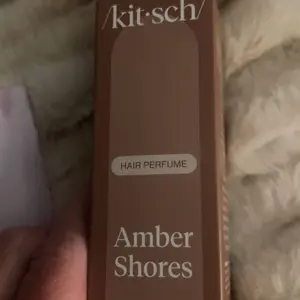 /kit·sch/
HAIR PERFUME
Amber
Shores